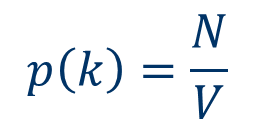 p(k) = N/V